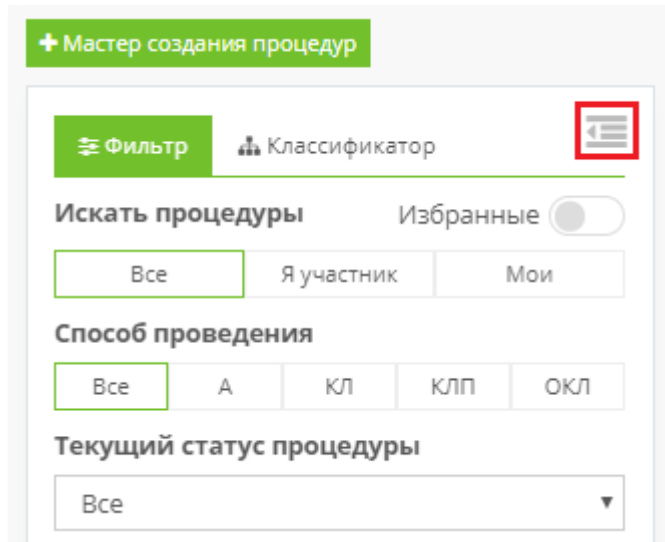 Мастер создания процедур
Фильтр Классификатор
Искать процедуры Избранные
Все Я участник Мои
Способ проведения
Все А КЛ КЛП ОКЛ
Текущий статус процедуры
Все